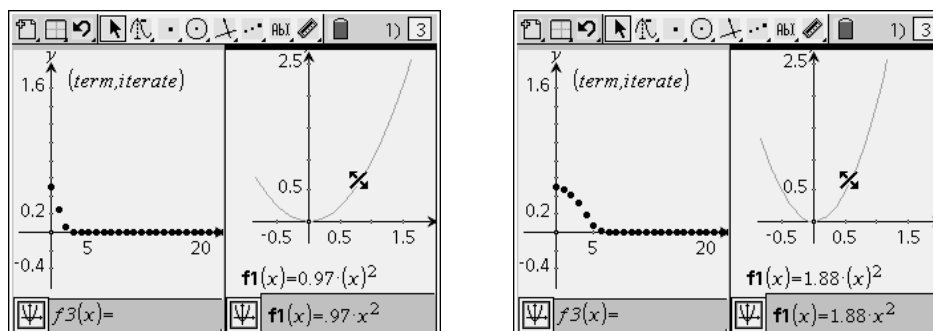 AbI 1) 3
y 2.5
1.6 (term,iterate)
0.5
0.2
5 20 -0.5 0.5 1.5
-0.4
f1(x)=0.97·(x)²
f3(x)= f1(x)=.97·x²
AbI 1) 3
y 2.5
1.6 (term,iterate)
0.5
0.2
5 20 -0.5 0.5 1.5
-0.4
f1(x)=1.88·(x)²
f3(x)= f1(x)=1.88·x²